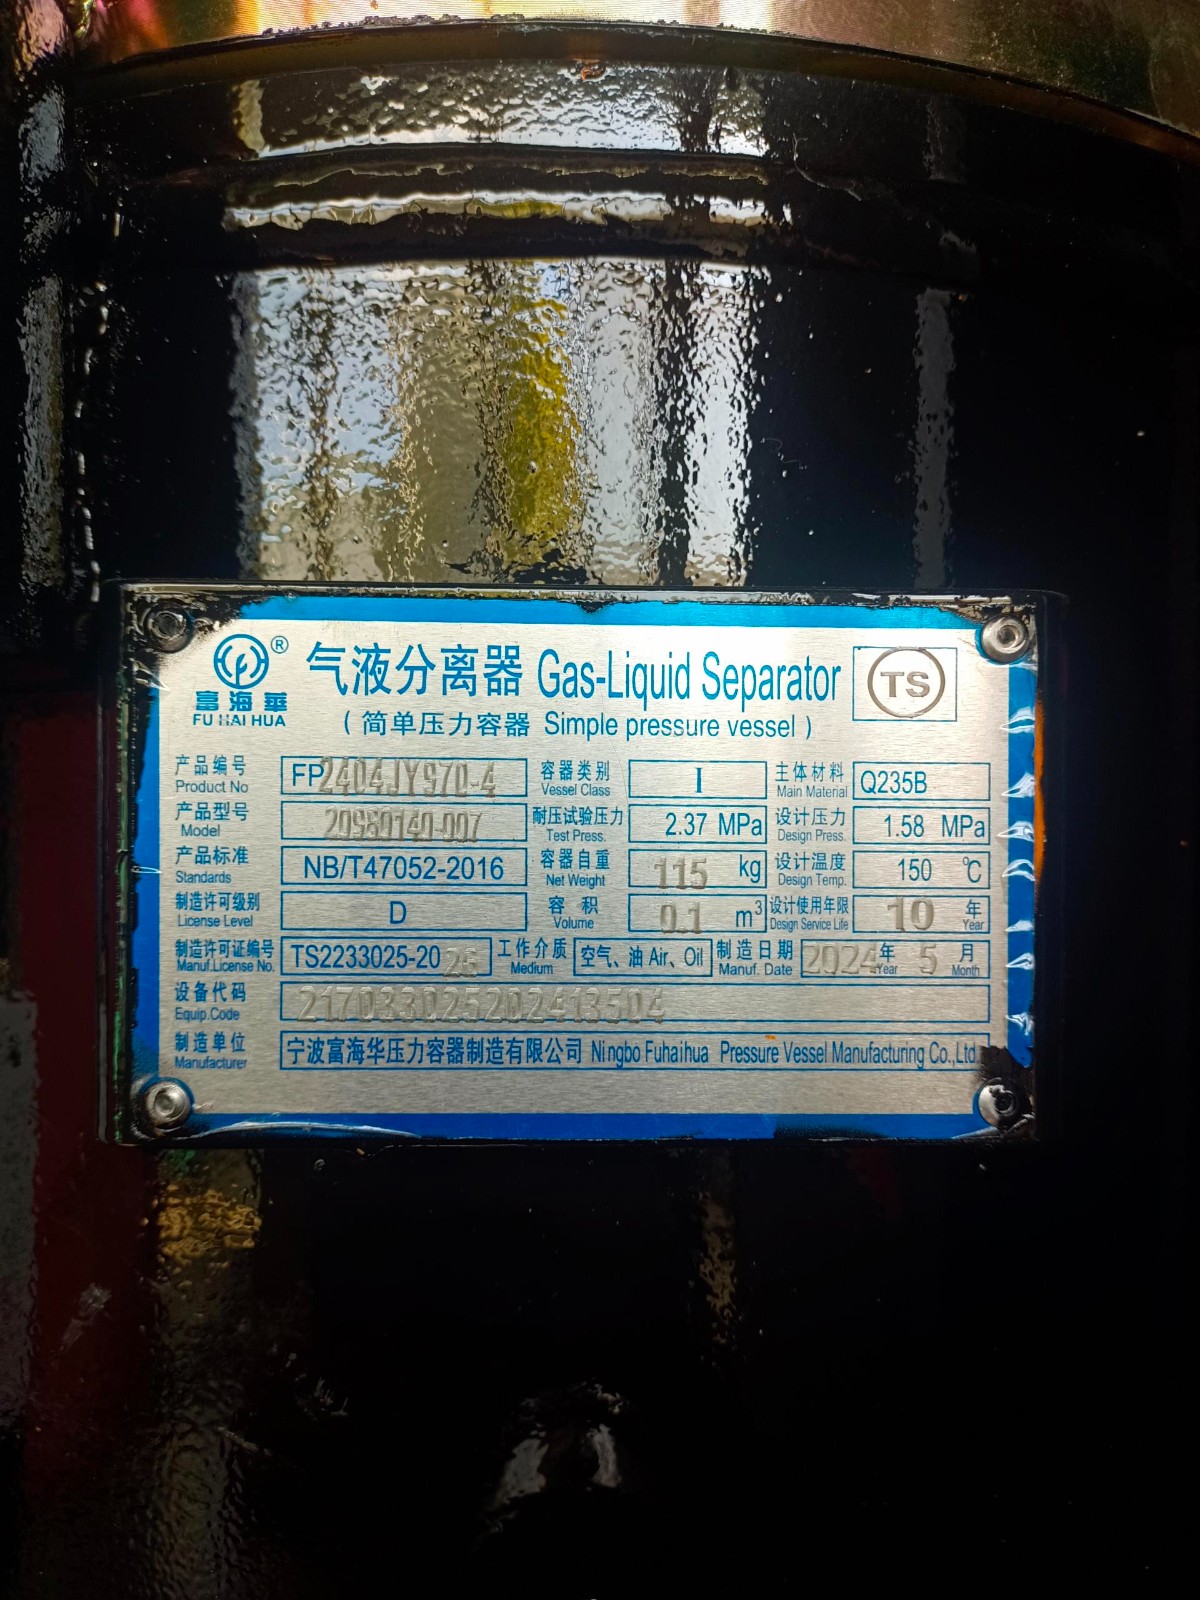 富海華
FU HAI HUA
®
气液分离器 Gas-Liquid Separator
(简单压力容器 Simple pressure vessel)
TS
产品编号 Product No FP2404JY970-4 容器类别 Vessel Class I 主体材料 Main Material Q235B
产品型号 Model 20960140-007 耐压试验压力 Test Press. 2.37 MPa 设计压力 Design Press. 1.58 MPa
产品标准 Standards NB/T47052-2016 容器自重 Net Weight 115 kg 设计温度 Design Temp. 150 ℃
制造许可级别 License Level D 容积 Volume 0.1 m³ 设计使用年限 Design Service Life 10 年 Year
制造许可证编号 Manuf.License No. TS2233025-2026 工作介质 Medium 空气、油 Air、Oil 制造日期 Manuf. Date 2024 年 Year 5 月 Month
设备代码 Equip.Code 217033025202413504
制造单位 Manufacturer 宁波富海华压力容器制造有限公司 Ningbo Fuhaihua Pressure Vessel Manufacturing Co.,Ltd.